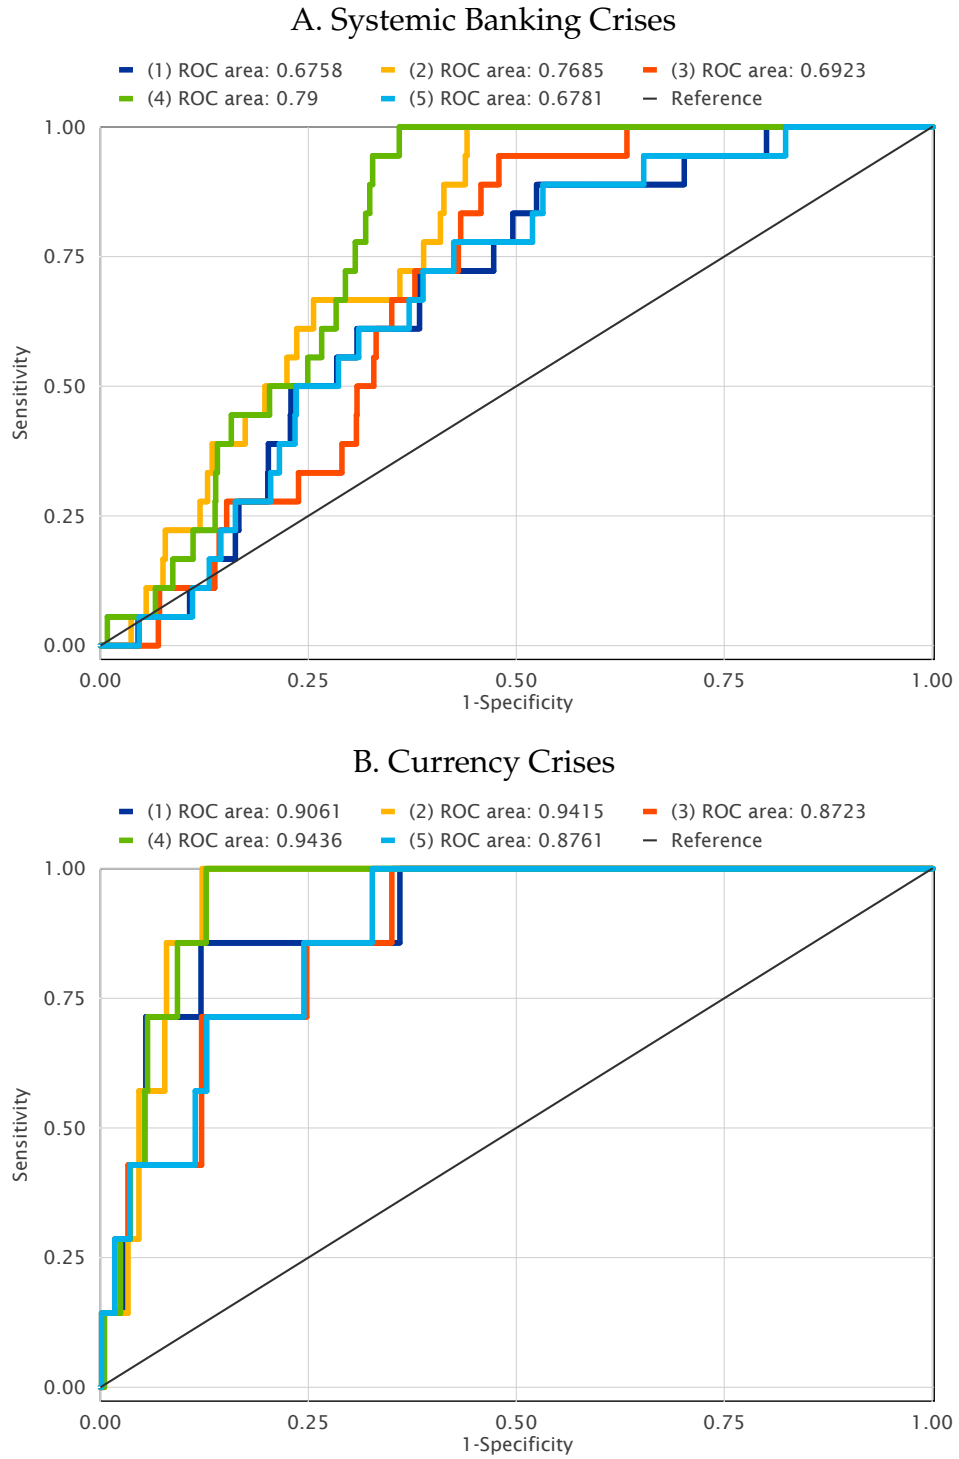 A. Systemic Banking Crises
(1) ROC area: 0.6758 (2) ROC area: 0.7685 (3) ROC area: 0.6923
(4) ROC area: 0.79 (5) ROC area: 0.6781 Reference
1.00
0.75
0.50
0.25
0.00
Sensitivity
0.00 0.25 0.50 0.75 1.00
1-Specificity
B. Currency Crises
(1) ROC area: 0.9061 (2) ROC area: 0.9415 (3) ROC area: 0.8723
(4) ROC area: 0.9436 (5) ROC area: 0.8761 Reference
1.00
0.75
0.50
0.25
0.00
Sensitivity
0.00 0.25 0.50 0.75 1.00
1-Specificity